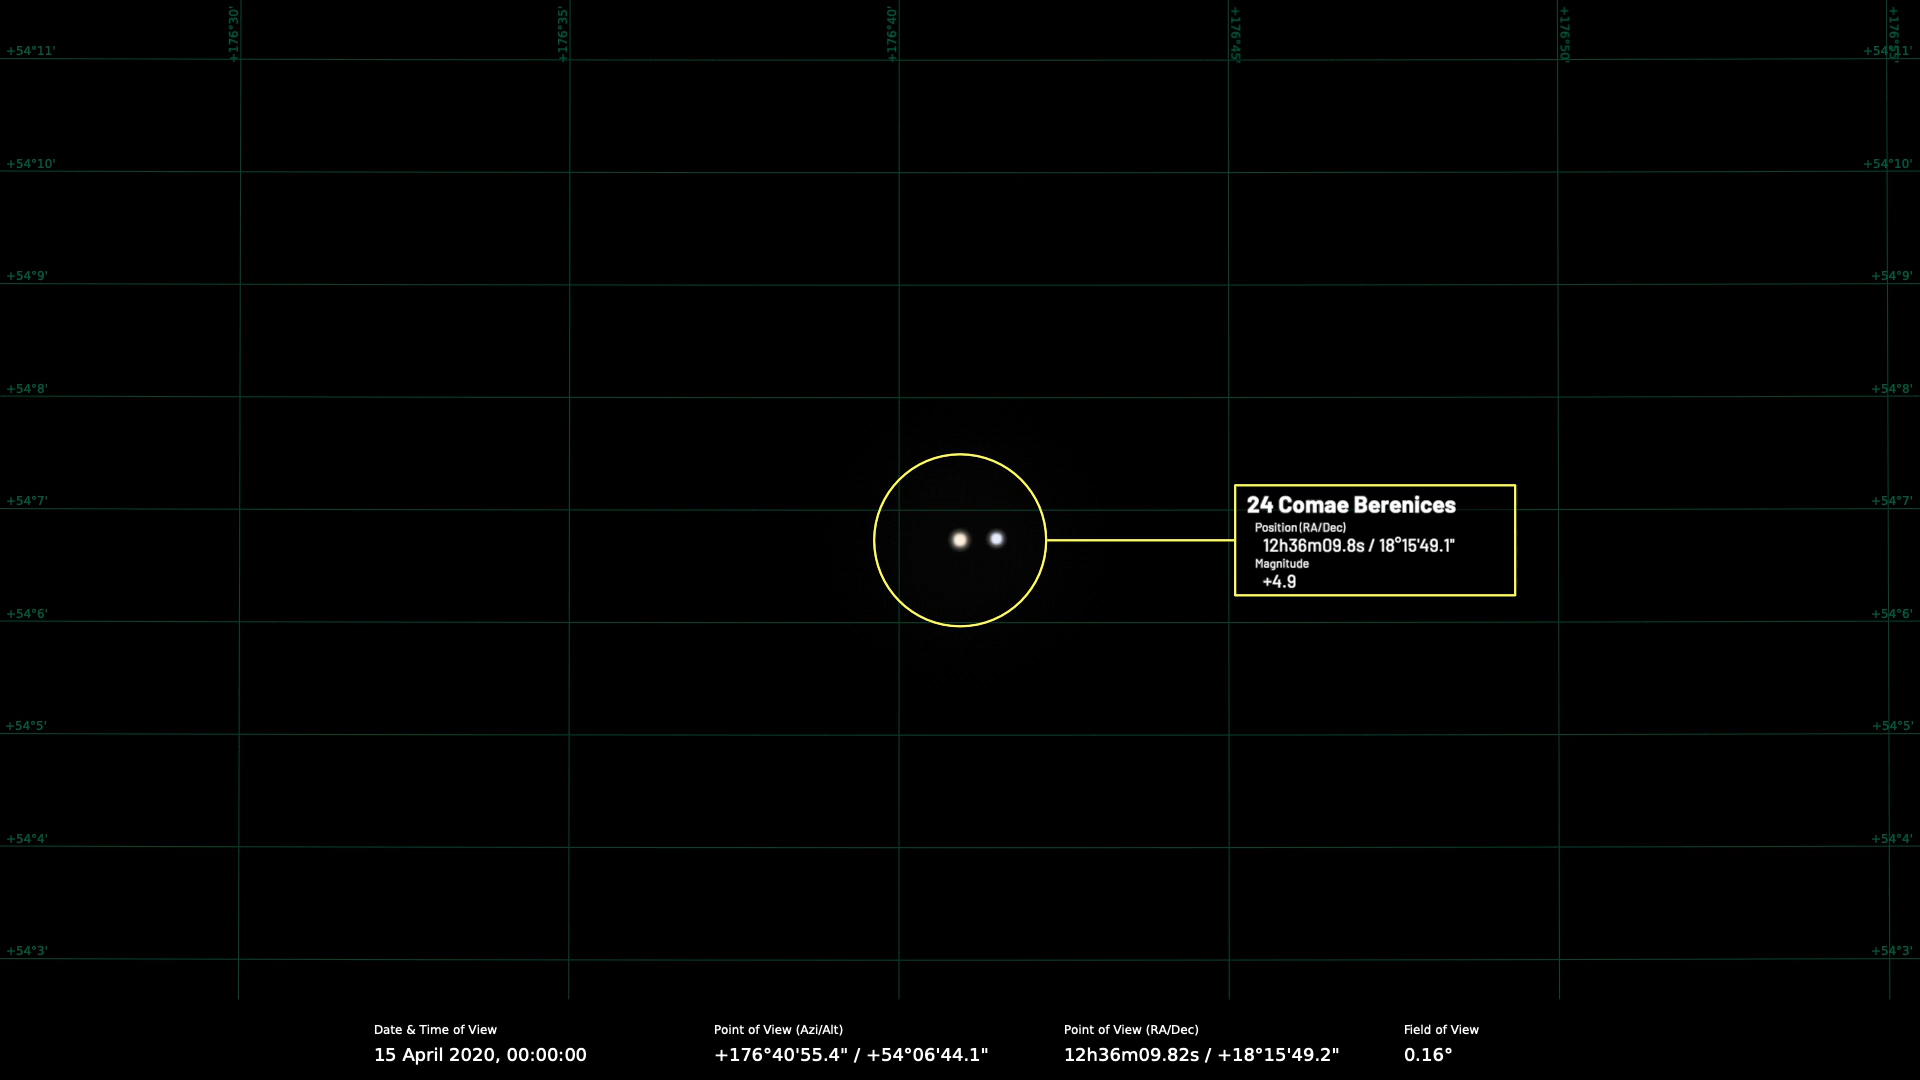 +176°30' +176°35' +176°40' +176°45' +176°50' +176°55'
+54°11' +54°11'
+54°10' +54°10'
+54°9' +54°9'
+54°8' +54°8'
+54°7' +54°7'
24 Comae Berenices
Position (RA/Dec)
12h36m09.8s / 18°15'49.1"
Magnitude
+4.9
+54°6' +54°6'
+54°5' +54°5'
+54°4' +54°4'
+54°3' +54°3'
Date & Time of View
15 April 2020, 00:00:00
Point of View (Azi/Alt)
+176°40'55.4" / +54°06'44.1"
Point of View (RA/Dec)
12h36m09.82s / +18°15'49.2"
Field of View
0.16°